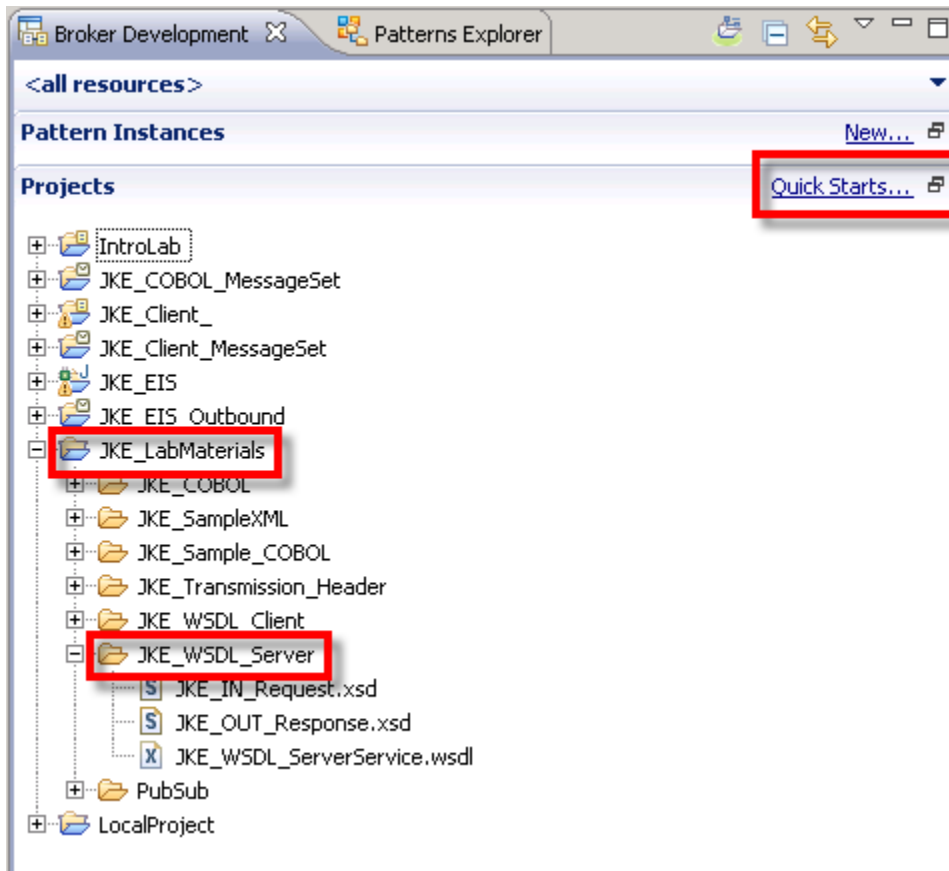 Broker Development Patterns Explorer
<all resources>
Pattern Instances New...
Projects Quick Starts...
IntroLab
JKE_COBOL_MessageSet
JKE_Client_
JKE_Client_MessageSet
JKE_EIS
JKE_EIS_Outbound
JKE_LabMaterials
JKE_COBOL
JKE_SampleXML
JKE_Sample_COBOL
JKE_Transmission_Header
JKE_WSDL_Client
JKE_WSDL_Server
S JKE_IN_Request.xsd
S JKE_OUT_Response.xsd
X JKE_WSDL_ServerService.wsdl
PubSub
LocalProject